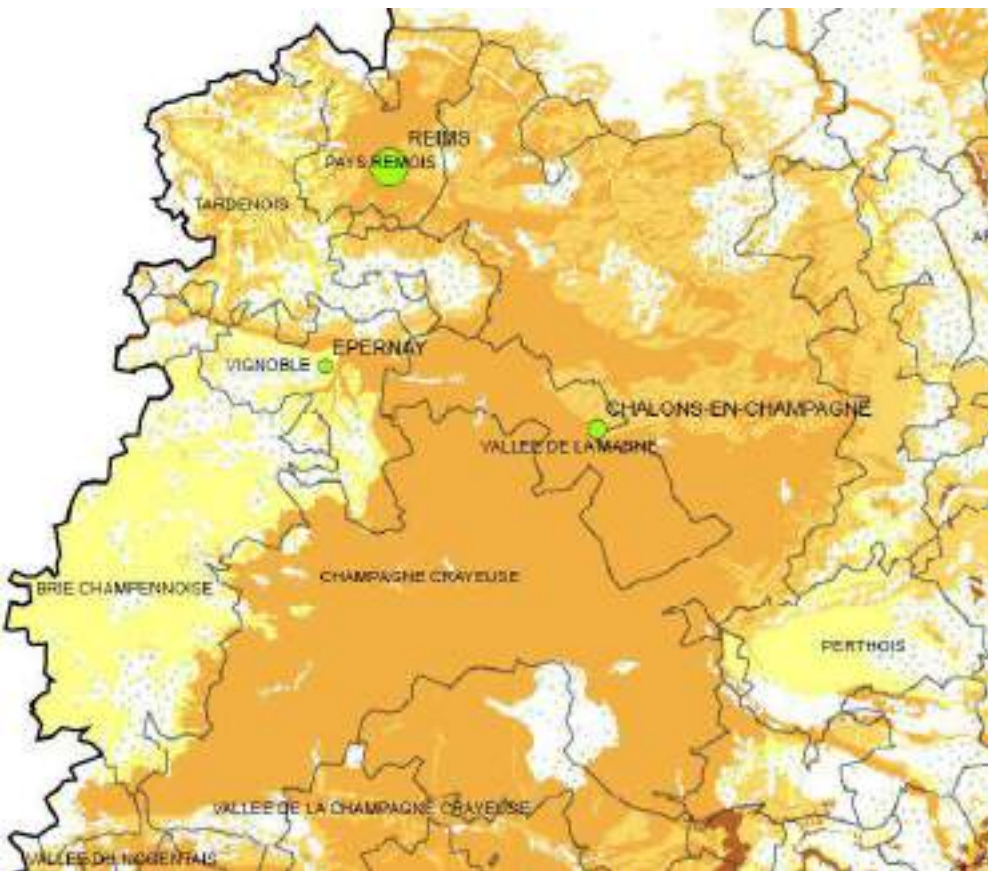 REIMS
PAYS REMOIS
TARDENOIS
EPERNAY
VIGNOBLE
CHALONS-EN-CHAMPAGNE
VALLEE DE LA MARNE
CHAMPAGNE CRAYEUSE
BRIE CHAMPENNOISE
PERTHOIS
VALLEE DE LA CHAMPAGNE CRAYEUSE
VALLEE DU NOGENTAIS